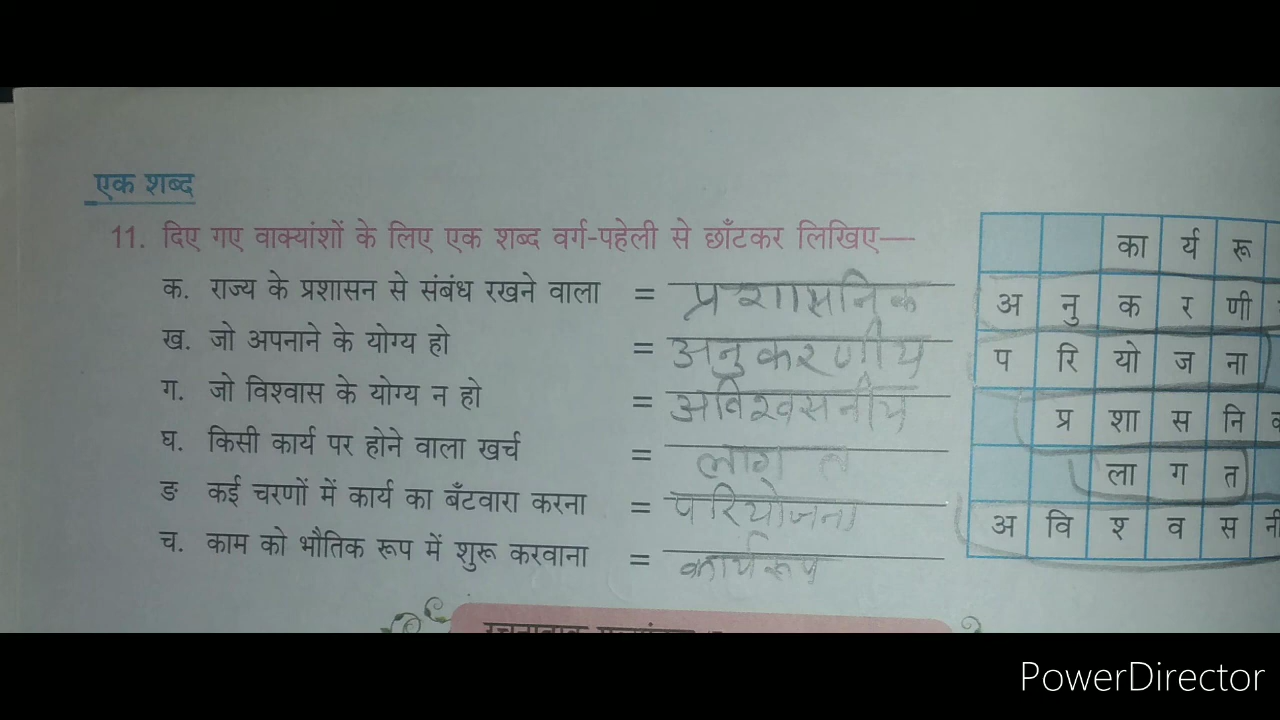 एक शब्द
11. दिए गए वाक्यांशों के लिए एक शब्द वर्ग-पहेली से छाँटकर लिखिए—
क. राज्य के प्रशासन से संबंध रखने वाला = प्रशासनिक
ख. जो अपनाने के योग्य हो = अनुकरणीय
ग. जो विश्वास के योग्य न हो = अविश्वसनीय
घ. किसी कार्य पर होने वाला खर्च = लागत
ङ कई चरणों में कार्य का बँटवारा करना = परियोजना
च. काम को भौतिक रूप में शुरू करवाना = कार्यरूप
का र्य रू
अ नु क र णी
प रि यो ज ना
प्र शा स नि
ला ग त
अ वि श् व स नी
PowerDirector